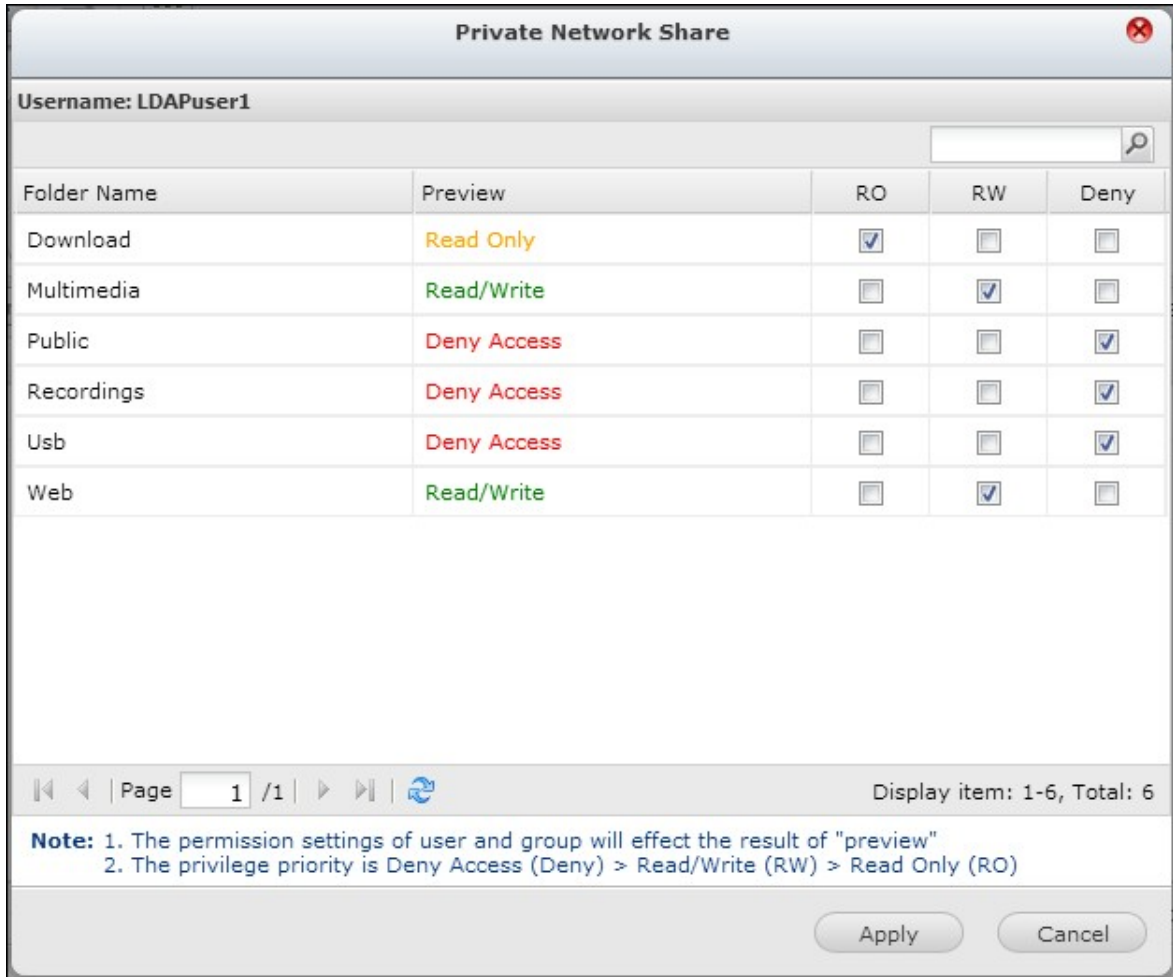 Private Network Share
Username: LDAPuser1
Folder Name Preview RO RW Deny
Download Read Only
Multimedia Read/Write
Public Deny Access
Recordings Deny Access
Usb Deny Access
Web Read/Write
Page 1 /1 Display item: 1-6, Total: 6
Note: 1. The permission settings of user and group will effect the result of "preview"
2. The privilege priority is Deny Access (Deny) > Read/Write (RW) > Read Only (RO)
Apply Cancel